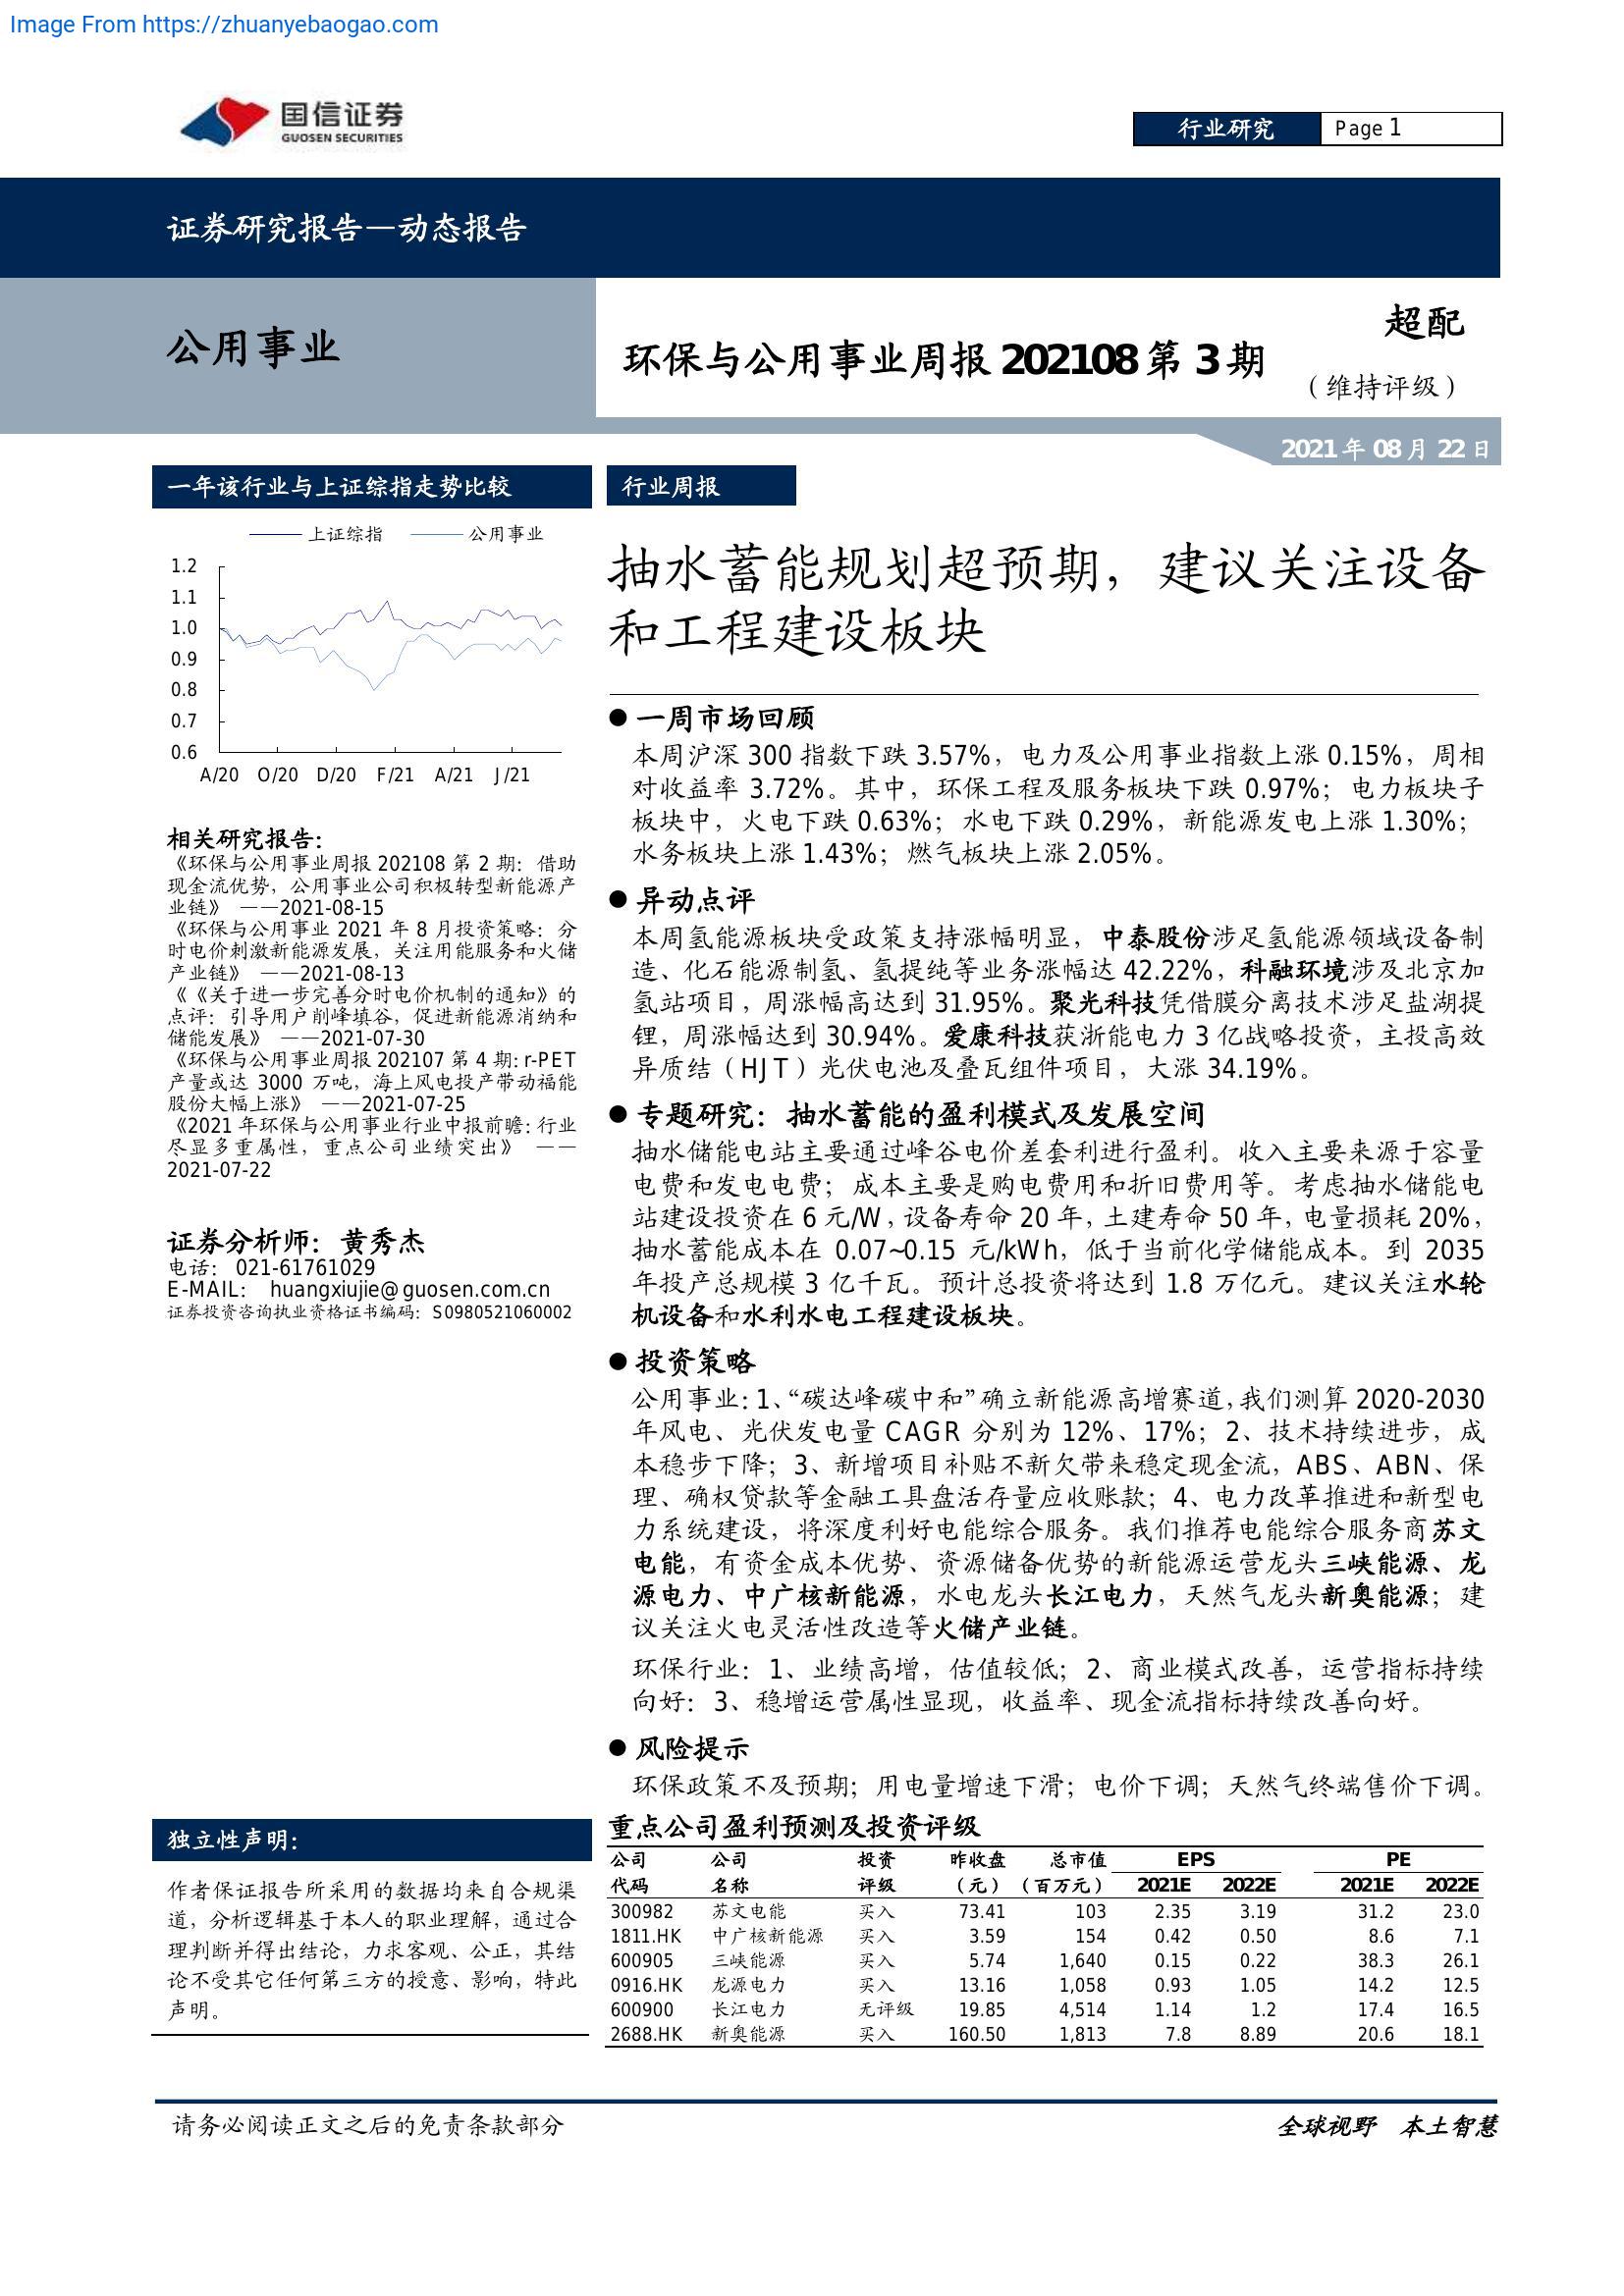 Image From https://zhuanyebaogao.com
国信证券
GUOSEN SECURITIES
行业研究
Page 1
证券研究报告—动态报告
公用事业
环保与公用事业周报 202108 第 3 期
超配
（维持评级）
2021 年 08 月 22 日
一年该行业与上证综指走势比较
上证综指 公用事业
1.2
1.1
1.0
0.9
0.8
0.7
0.6
A/20 O/20 D/20 F/21 A/21 J/21
相关研究报告：
《环保与公用事业周报 202108 第 2 期：借助
现金流优势，公用事业公司积极转型新能源产
业链》 ——2021-08-15
《环保与公用事业 2021 年 8 月投资策略：分
时电价刺激新能源发展，关注用能服务和火储
产业链》 ——2021-08-13
《《关于进一步完善分时电价机制的通知》的
点评：引导用户削峰填谷，促进新能源消纳和
储能发展》 ——2021-07-30
《环保与公用事业周报 202107 第 4 期：r-PET
产量或达 3000 万吨，海上风电投产带动福能
股份大幅上涨》 ——2021-07-25
《2021 年环保与公用事业行业中报前瞻：行业
尽显多重属性，重点公司业绩突出》 ——
2021-07-22
证券分析师：黄秀杰
电话： 021-61761029
E-MAIL： huangxiujie@guosen.com.cn
证券投资咨询执业资格证书编码：S0980521060002
独立性声明：
作者保证报告所采用的数据均来自合规渠
道，分析逻辑基于本人的职业理解，通过合
理判断并得出结论，力求客观、公正，其结
论不受其它任何第三方的授意、影响，特此
声明。
行业周报
抽水蓄能规划超预期，建议关注设备
和工程建设板块
● 一周市场回顾
本周沪深 300 指数下跌 3.57%，电力及公用事业指数上涨 0.15%，周相
对收益率 3.72%。其中，环保工程及服务板块下跌 0.97%；电力板块子
板块中，火电下跌 0.63%；水电下跌 0.29%，新能源发电上涨 1.30%；
水务板块上涨 1.43%；燃气板块上涨 2.05%。
● 异动点评
本周氢能源板块受政策支持涨幅明显，中泰股份涉足氢能源领域设备制
造、化石能源制氢、氢提纯等业务涨幅达 42.22%，科融环境涉及北京加
氢站项目，周涨幅高达到 31.95%。聚光科技凭借膜分离技术涉足盐湖提
锂，周涨幅达到 30.94%。爱康科技获浙能电力 3 亿战略投资，主投高效
异质结（HJT）光伏电池及叠瓦组件项目，大涨 34.19%。
● 专题研究：抽水蓄能的盈利模式及发展空间
抽水储能电站主要通过峰谷电价差套利进行盈利。收入主要来源于容量
电费和发电电费；成本主要是购电费用和折旧费用等。考虑抽水储能电
站建设投资在 6 元/W，设备寿命 20 年，土建寿命 50 年，电量损耗 20%，
抽水蓄能成本在 0.07~0.15 元/kWh，低于当前化学储能成本。到 2035
年投产总规模 3 亿千瓦。预计总投资将达到 1.8 万亿元。建议关注水轮
机设备和水利水电工程建设板块。
● 投资策略
公用事业：1、“碳达峰碳中和”确立新能源高增赛道，我们测算 2020-2030
年风电、光伏发电量 CAGR 分别为 12%、17%；2、技术持续进步，成
本稳步下降；3、新增项目补贴不新欠带来稳定现金流，ABS、ABN、保
理、确权贷款等金融工具盘活存量应收账款；4、电力改革推进和新型电
力系统建设，将深度利好电能综合服务。我们推荐电能综合服务商苏文
电能，有资金成本优势、资源储备优势的新能源运营龙头三峡能源、龙
源电力、中广核新能源，水电龙头长江电力，天然气龙头新奥能源；建
议关注火电灵活性改造等火储产业链。
环保行业：1、业绩高增，估值较低；2、商业模式改善，运营指标持续
向好：3、稳增运营属性显现，收益率、现金流指标持续改善向好。
● 风险提示
环保政策不及预期；用电量增速下滑；电价下调；天然气终端售价下调。
重点公司盈利预测及投资评级
公司 公司 投资 昨收盘 总市值 EPS PE
代码 名称 评级 （元） （百万元） 2021E 2022E 2021E 2022E
300982 苏文电能 买入 73.41 103 2.35 3.19 31.2 23.0
1811.HK 中广核新能源 买入 3.59 154 0.42 0.50 8.6 7.1
600905 三峡能源 买入 5.74 1,640 0.15 0.22 38.3 26.1
0916.HK 龙源电力 买入 13.16 1,058 0.93 1.05 14.2 12.5
600900 长江电力 无评级 19.85 4,514 1.14 1.2 17.4 16.5
2688.HK 新奥能源 买入 160.50 1,813 7.8 8.89 20.6 18.1
请务必阅读正文之后的免责条款部分
全球视野 本土智慧